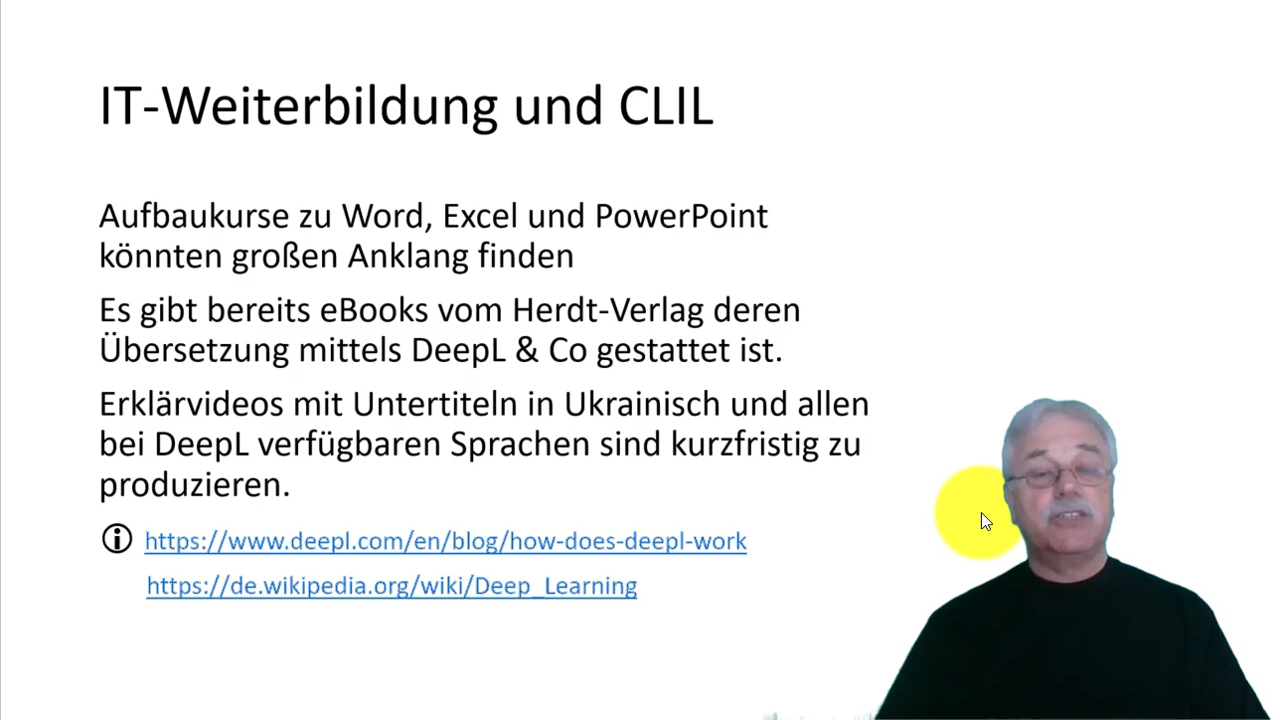 IT-Weiterbildung und CLIL
Aufbaukurse zu Word, Excel und PowerPoint
könnten großen Anklang finden
Es gibt bereits eBooks vom Herdt-Verlag deren
Übersetzung mittels DeepL & Co gestattet ist.
Erklärvideos mit Untertiteln in Ukrainisch und allen
bei DeepL verfügbaren Sprachen sind kurzfristig zu
produzieren.
https://www.deepl.com/en/blog/how-does-deepl-work
https://de.wikipedia.org/wiki/Deep_Learning